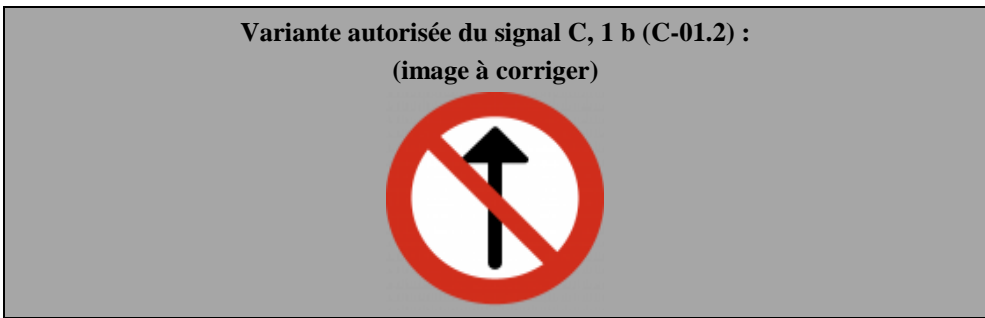 Variante autorisée du signal C, 1 b (C-01.2) :
(image à corriger)